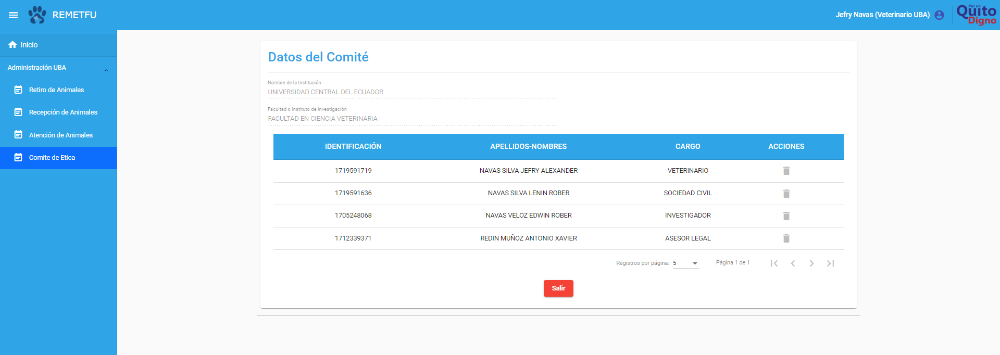 REMETFU
Jefry Navas (Veterinario UBA)
Por un
Quito
Digno
Inicio
Administración UBA
Retiro de Animales
Recepción de Animales
Atención de Animales
Comite de Etica
Datos del Comité
Nombre de la Institución
UNIVERSIDAD CENTRAL DEL ECUADOR
Facultad o Instituto de Investigación
FACULTAD EN CIENCIA VETERINARIA
IDENTIFICACIÓN APELLIDOS-NOMBRES CARGO ACCIONES
1719591719 NAVAS SILVA JEFRY ALEXANDER VETERINARIO
1719591636 NAVAS SILVA LENIN ROBER SOCIEDAD CIVIL
1705248068 NAVAS VELOZ EDWIN ROBER INVESTIGADOR
1712339371 REDIN MUÑOZ ANTONIO XAVIER ASESOR LEGAL
Registros por página: 5 Página 1 de 1
Salir